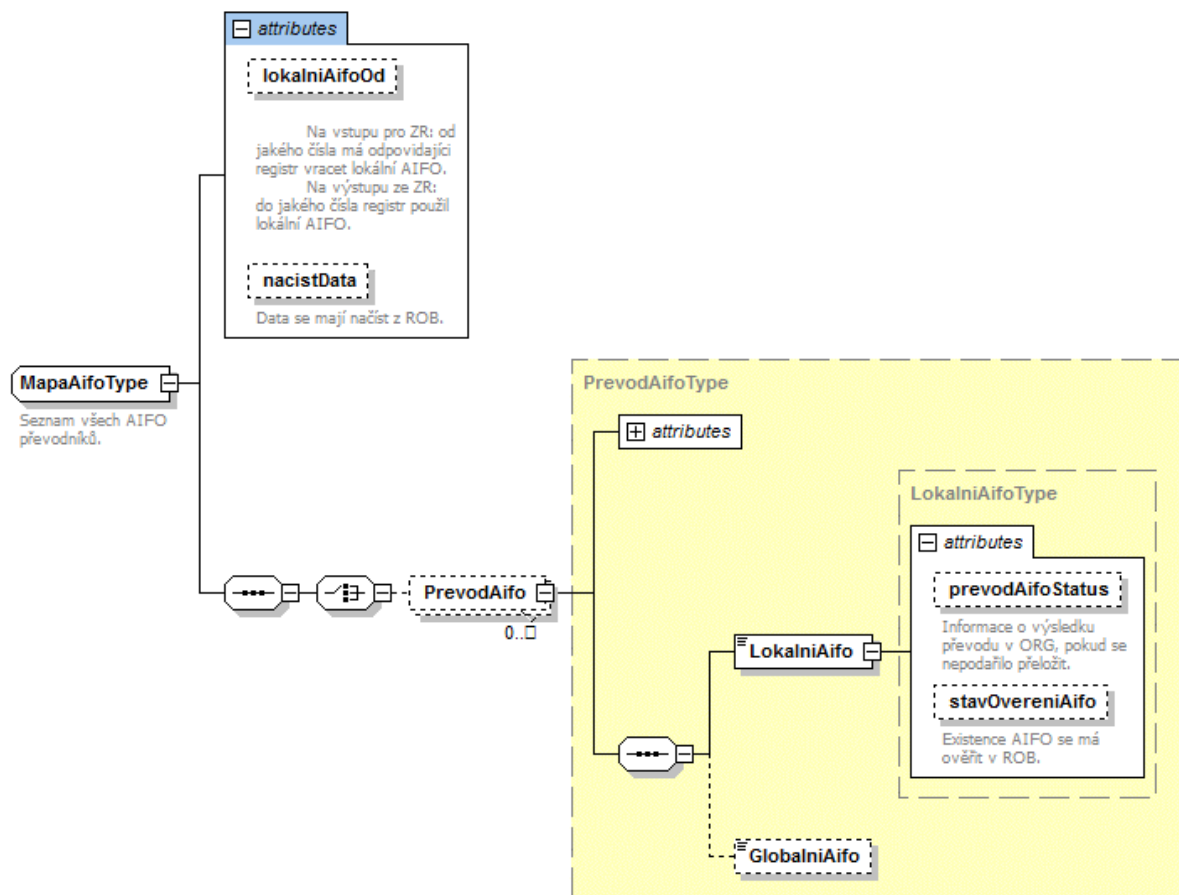 attributes
lokalniAifoOd
Na vstupu pro ZR: od
jakého čísla má odpovidajíci
registr vracet lokální AIFO.
Na výstupu ze ZR:
do jakého čísla registr použil
lokální AIFO.
nacistData
Data se mají načíst z ROB.
MapaAifoType
Seznam všech AIFO
převodníků.
PrevodAifoType
attributes
PrevodAifo
0..
LokalniAifoType
attributes
prevodAifoStatus
Informace o výsledku
převodu v ORG, pokud se
nepodařilo přeložit.
stavOvereniAifo
Existence AIFO se má
ověřit v ROB.
LokalniAifo
GlobalniAifo